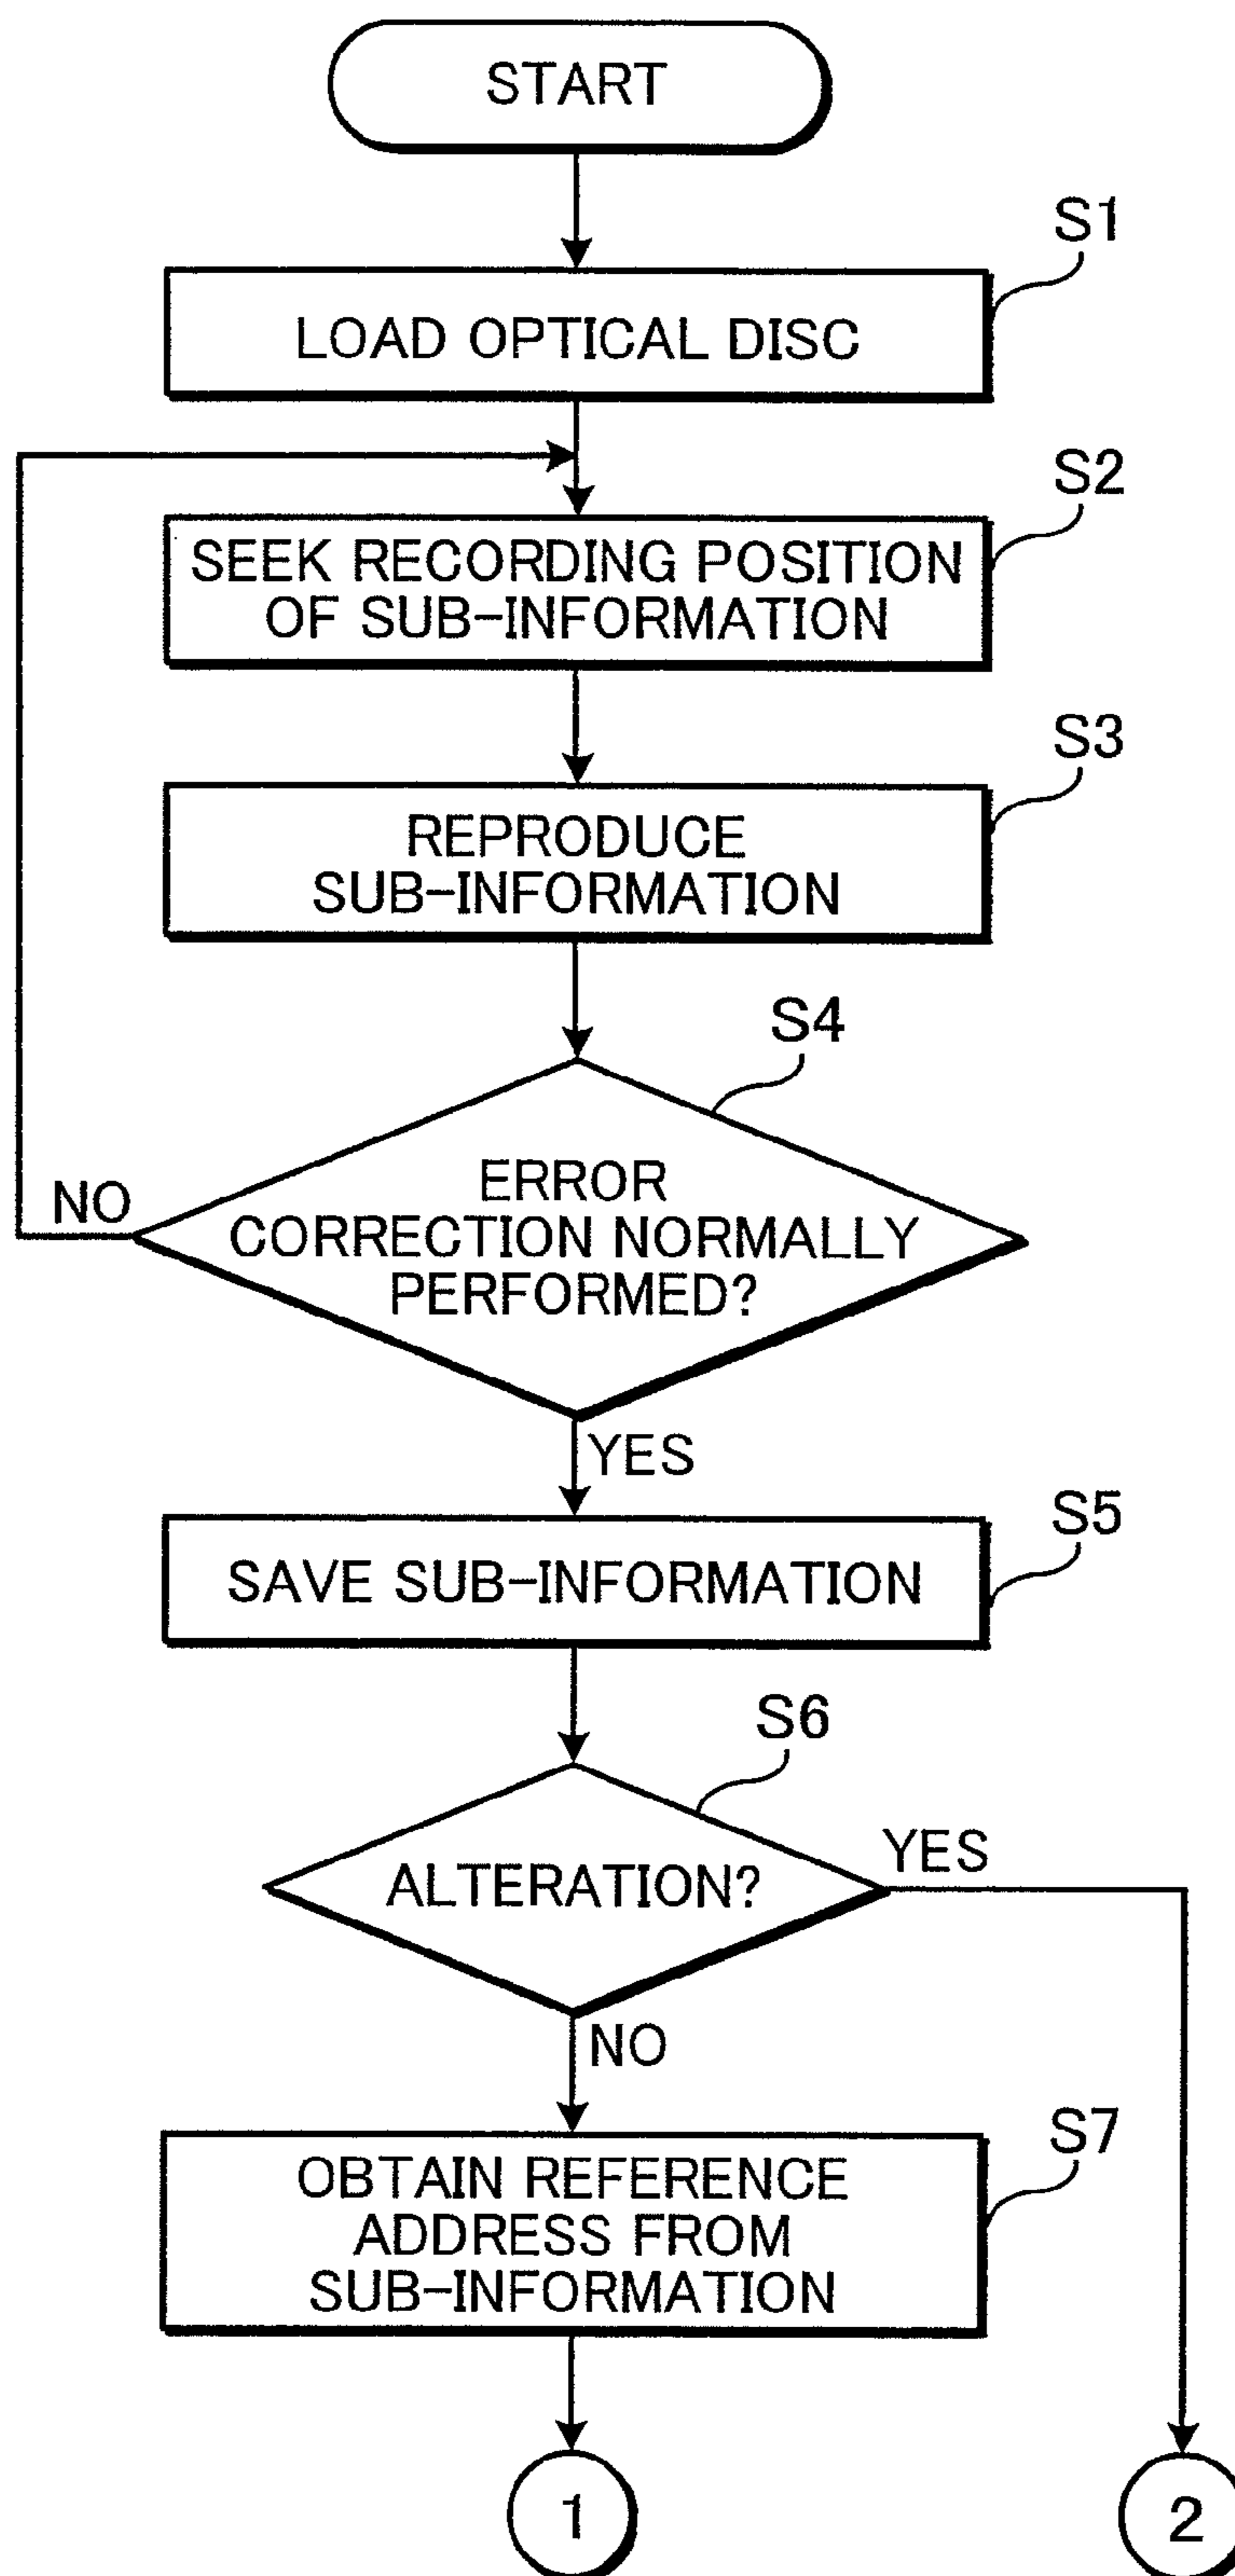 START
S1
LOAD OPTICAL DISC
S2
SEEK RECORDING POSITION
OF SUB-INFORMATION
S3
REPRODUCE
SUB-INFORMATION
S4
ERROR
CORRECTION NORMALLY
PERFORMED?
NO
YES
S5
SAVE SUB-INFORMATION
S6
ALTERATION?
YES
NO
S7
OBTAIN REFERENCE
ADDRESS FROM
SUB-INFORMATION
1
2